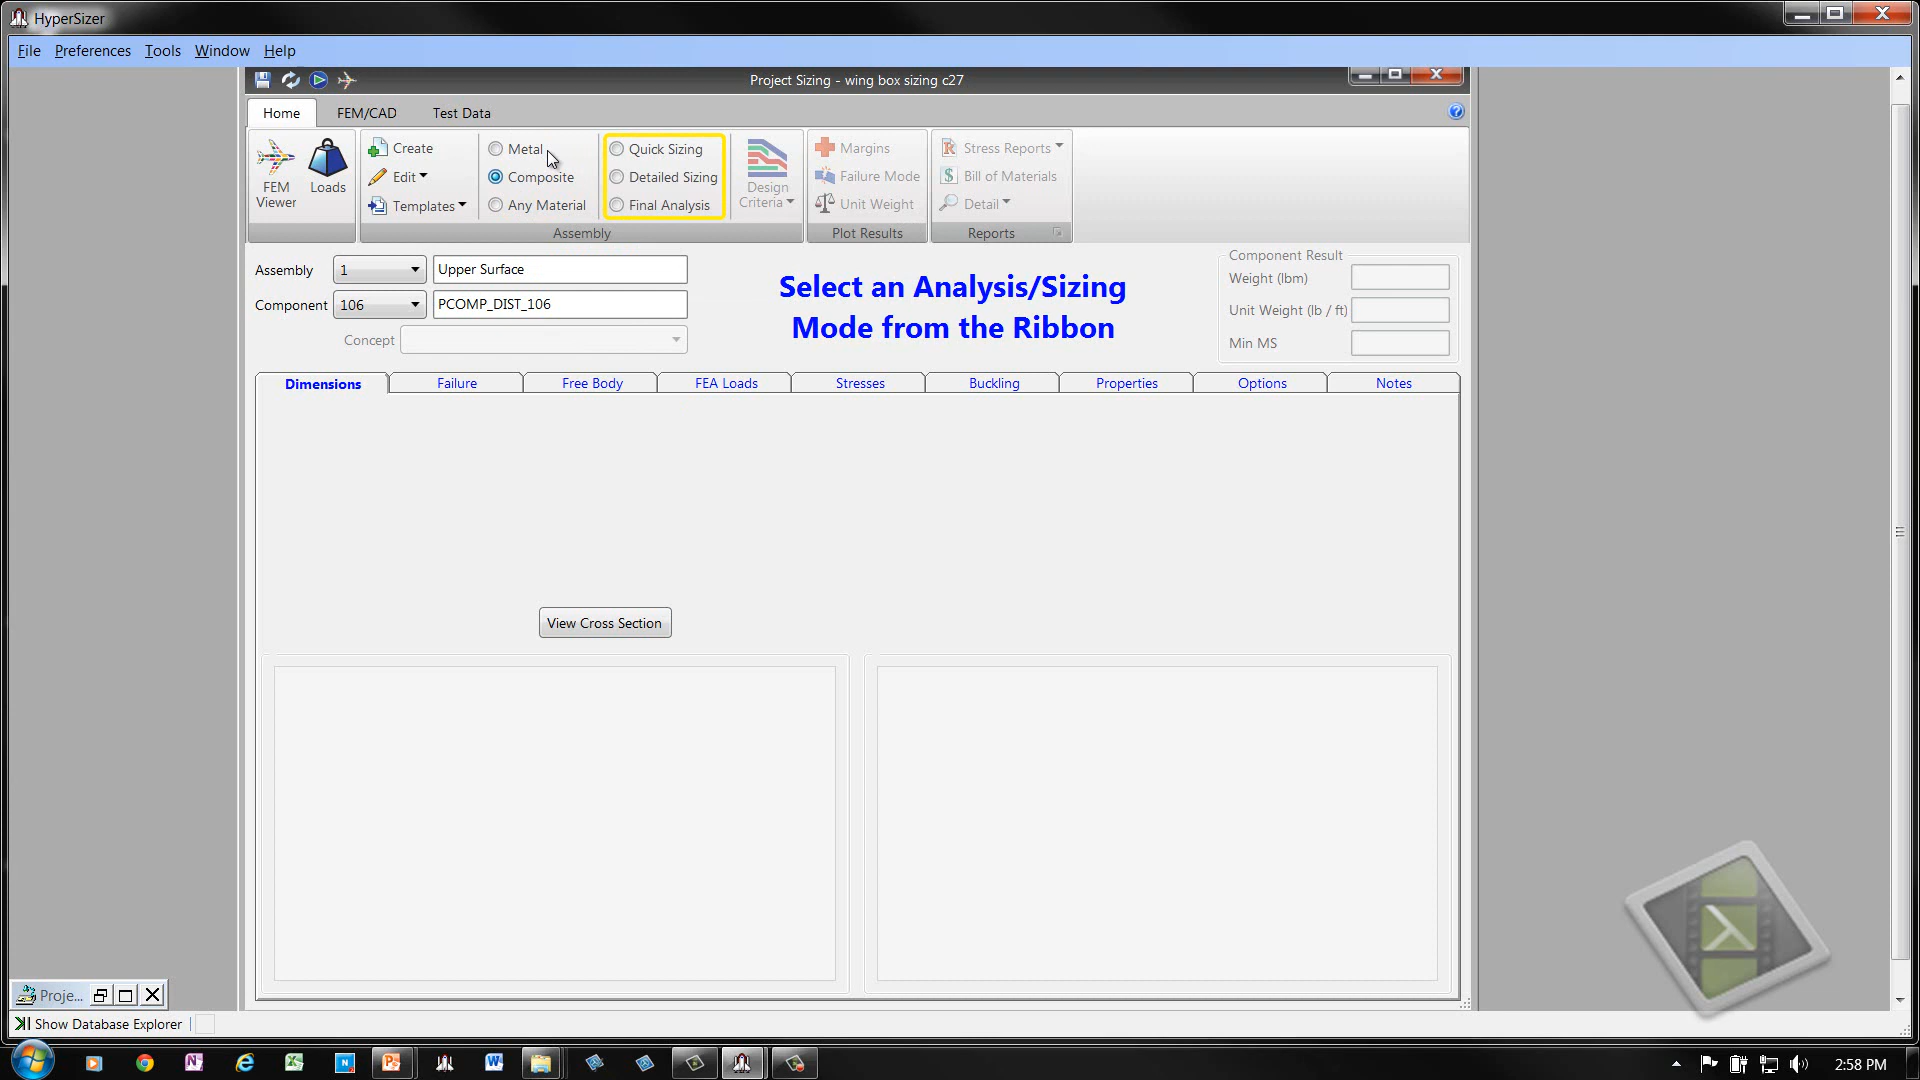 HyperSizer
File Preferences Tools Window Help
Project Sizing - wing box sizing c27
Home FEM/CAD Test Data
FEM Viewer
Loads
Create
Edit
Templates
Metal
Composite
Any Material
Quick Sizing
Detailed Sizing
Final Analysis
Design Criteria
Assembly
Margins
Failure Mode
Unit Weight
Plot Results
Stress Reports
Bill of Materials
Detail
Reports
Assembly 1 Upper Surface
Component 106 PCOMP_DIST_106
Concept
Select an Analysis/Sizing
Mode from the Ribbon
Component Result
Weight (lbm)
Unit Weight (lb / ft)
Min MS
Dimensions Failure Free Body FEA Loads Stresses Buckling Properties Options Notes
View Cross Section
Proje...
Show Database Explorer
2:58 PM